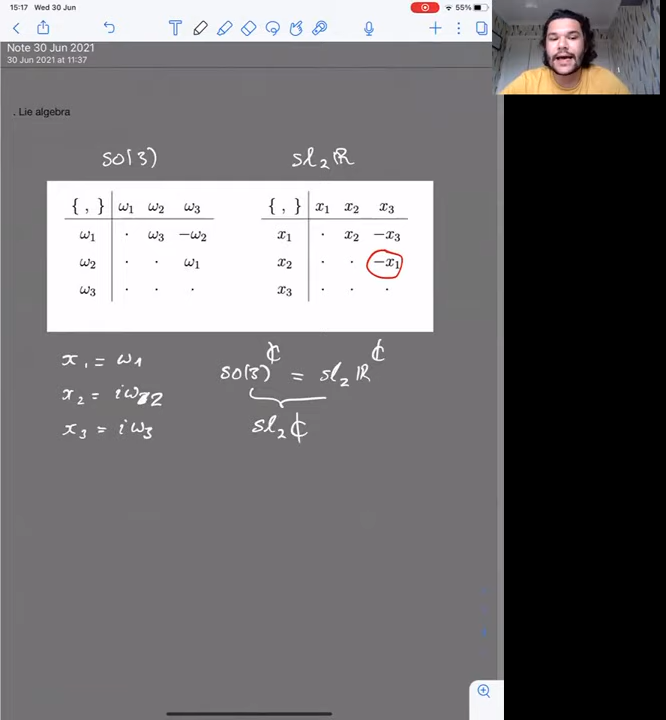 15:17 Wed 30 Jun 55%
Note 30 Jun 2021
30 Jun 2021 at 11:37
. Lie algebra
so(3) sl₂ℝ
{ , } ω₁ ω₂ ω₃
ω₁ · ω₃ −ω₂
ω₂ · · ω₁
ω₃ · · ·
{ , } x₁ x₂ x₃
x₁ · x₂ −x₃
x₂ · · −x₁
x₃ · · ·
x₁ = ω₁
x₂ = iω₂
x₃ = iω₃
so(3)^ℂ = sl₂ℝ^ℂ
sl₂ℂ